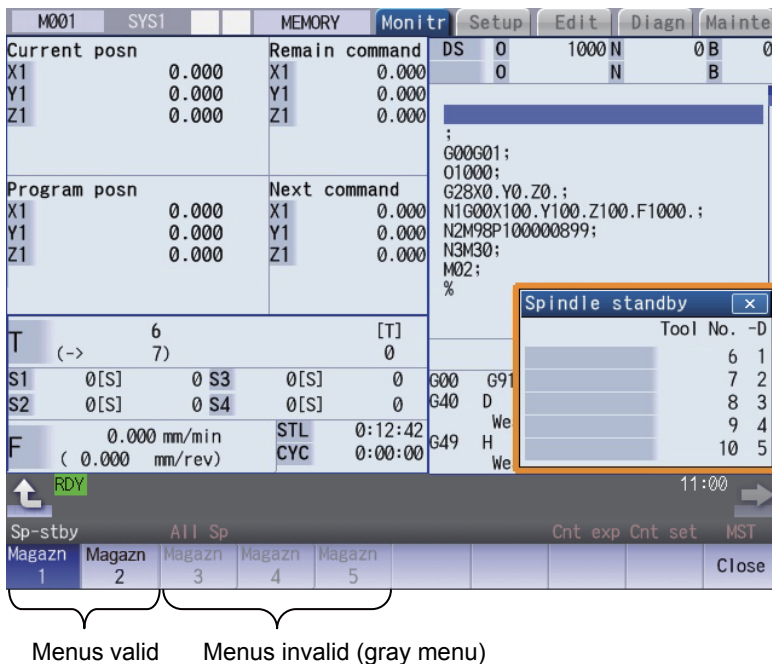 M001 SYS1 MEMORY Monitr Setup Edit Diagn Mainte
Current posn Remain command DS O 1000 N 0 B 0
X1 0.000 X1 0.000 O N B
Y1 0.000 Y1 0.000
Z1 0.000 Z1 0.000
;
G00G01;
O1000;
Program posn Next command G28X0.Y0.Z0.;
X1 0.000 X1 0.000 N1G00X100.Y100.Z100.F1000.;
Y1 0.000 Y1 0.000 N2M98P100000899;
Z1 0.000 Z1 0.000 N3M30;
M02;
%
Spindle standby ×
Tool No. -D
6 1
7 2
8 3
9 4
10 5
T 6 [T]
(-> 7) 0
S1 0[S] 0 S3 0[S] 0 G00 G91
S2 0[S] 0 S4 0[S] 0 G40 D
We
F 0.000 mm/min STL 0:12:42 G49 H
( 0.000 mm/rev) CYC 0:00:00 We
RDY 11:00
Sp-stby All Sp Cnt exp Cnt set MST
Magazn 1 Magazn 2 Magazn 3 Magazn 4 Magazn 5 Close
Menus valid Menus invalid (gray menu)